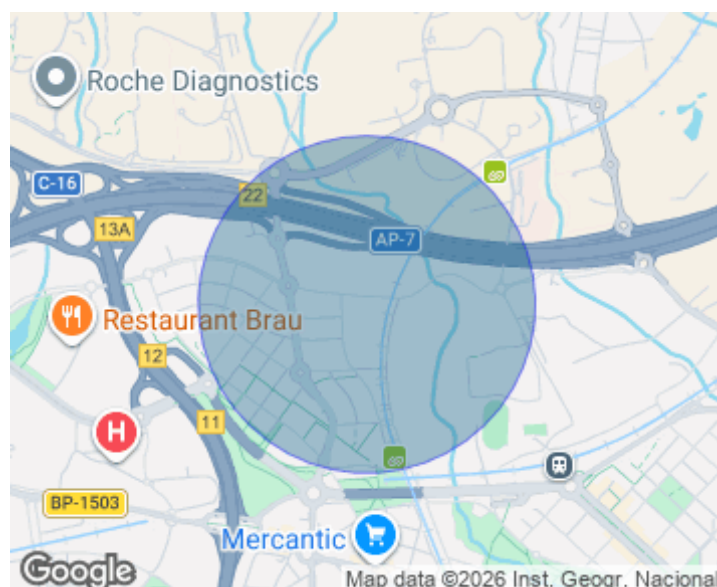 Roche Diagnostics
C-16
22
13A
AP-7
Restaurant Brau
12
11
H
BP-1503
Mercantic
Google
Map data ©2026 Inst. Geogr. Nacional